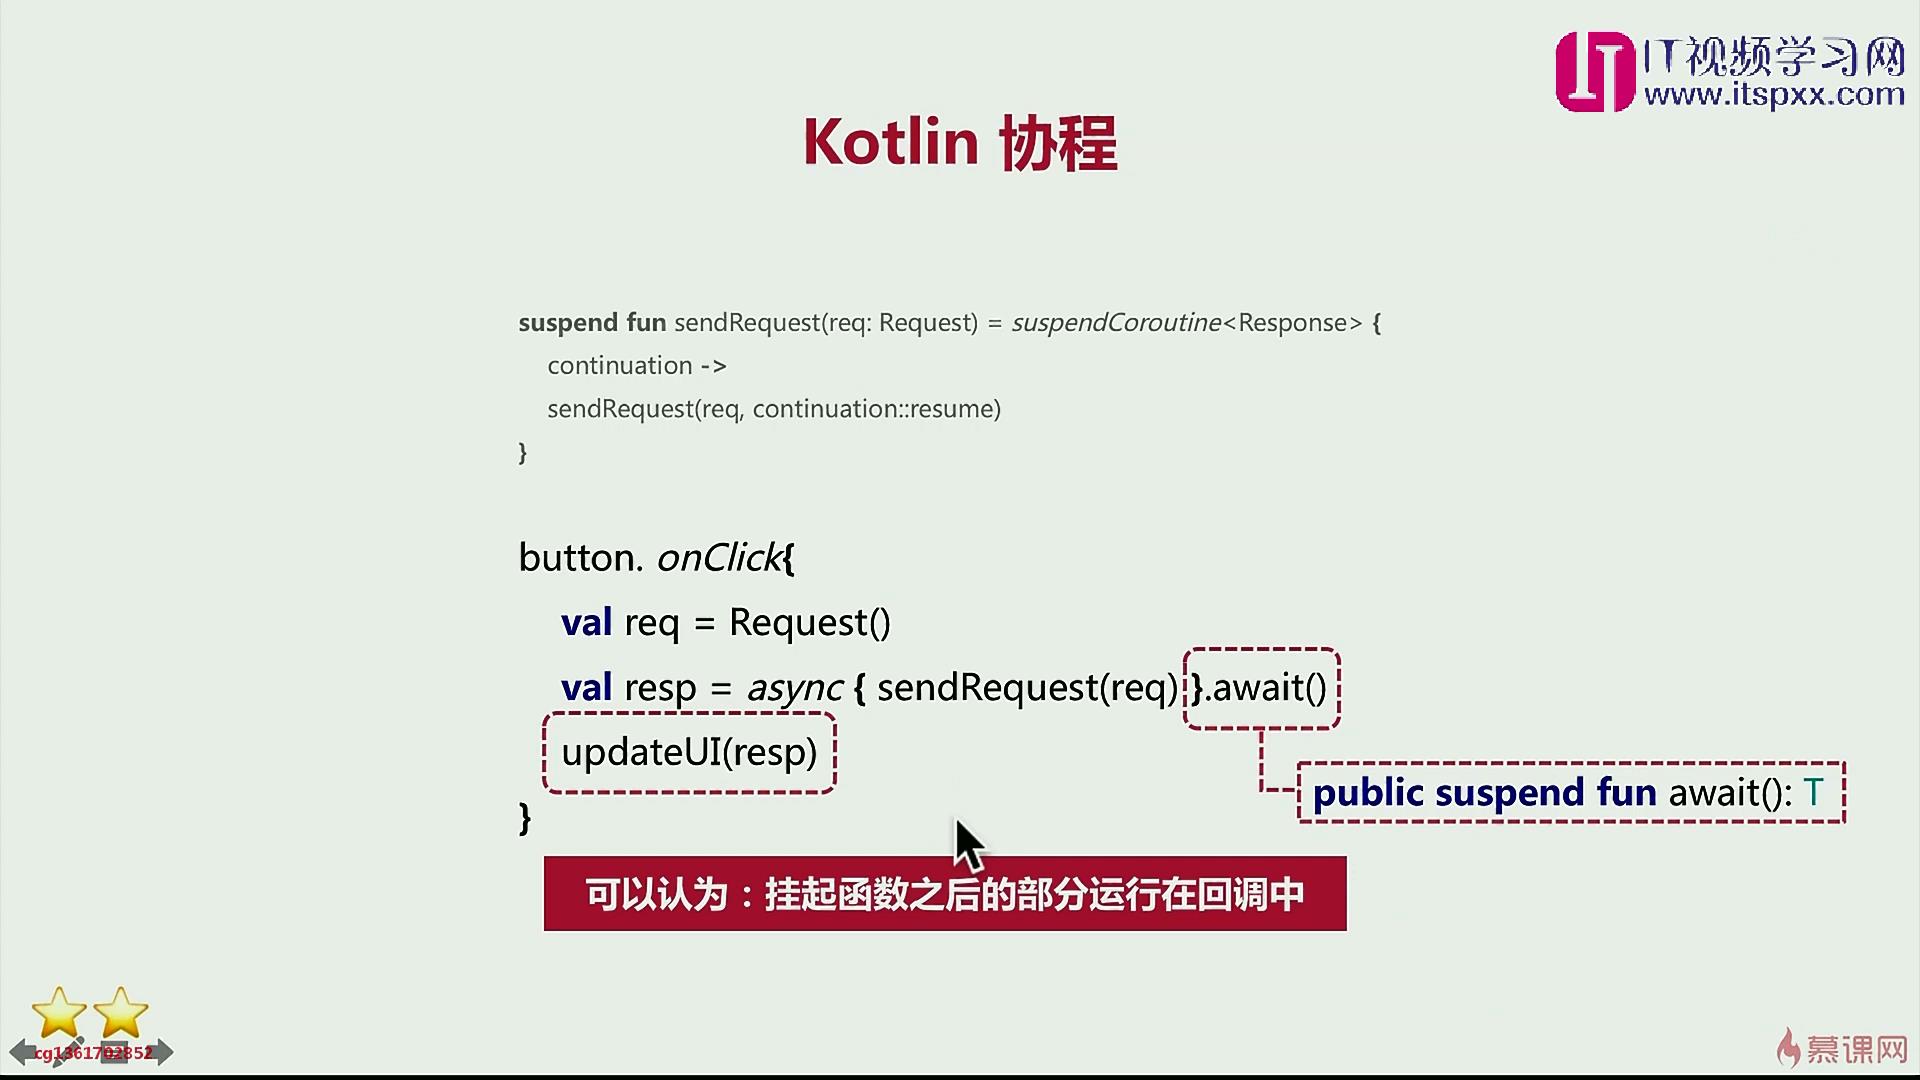 IT视频学习网
www.itspxx.com
Kotlin 协程
suspend fun sendRequest(req: Request) = suspendCoroutine<Response> {
continuation ->
sendRequest(req, continuation::resume)
}
button. onClick{
val req = Request()
val resp = async { sendRequest(req) }.await()
updateUI(resp)
public suspend fun await(): T
}
可以认为：挂起函数之后的部分运行在回调中
cg1361702852
慕课网